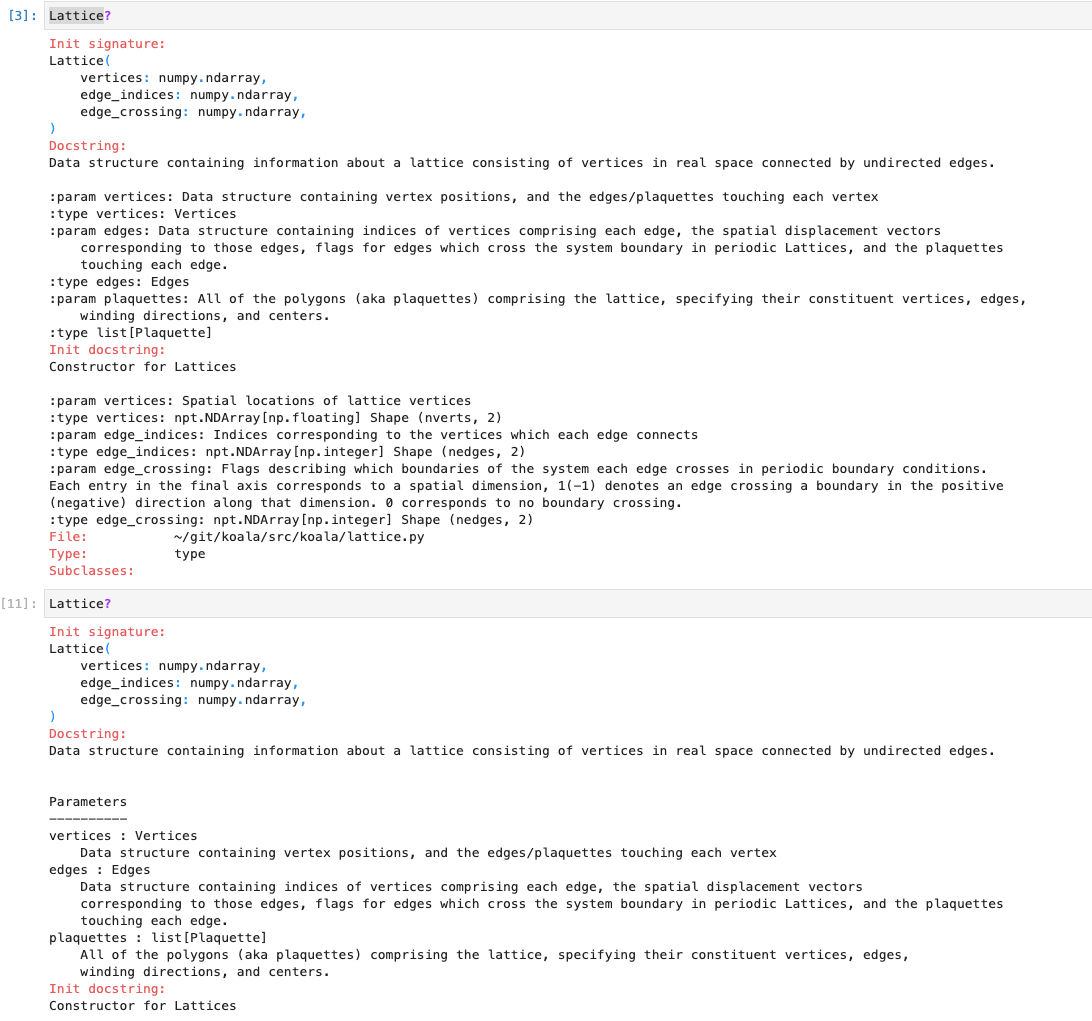 [3]: Lattice?
Init signature:
Lattice(
    vertices: numpy.ndarray,
    edge_indices: numpy.ndarray,
    edge_crossing: numpy.ndarray,
)
Docstring:
Data structure containing information about a lattice consisting of vertices in real space connected by undirected edges.

:param vertices: Data structure containing vertex positions, and the edges/plaquettes touching each vertex
:type vertices: Vertices
:param edges: Data structure containing indices of vertices comprising each edge, the spatial displacement vectors
    corresponding to those edges, flags for edges which cross the system boundary in periodic Lattices, and the plaquettes
    touching each edge.
:type edges: Edges
:param plaquettes: All of the polygons (aka plaquettes) comprising the lattice, specifying their constituent vertices, edges,
    winding directions, and centers.
:type list[Plaquette]
Init docstring:
Constructor for Lattices

:param vertices: Spatial locations of lattice vertices
:type vertices: npt.NDArray[np.floating] Shape (nverts, 2)
:param edge_indices: Indices corresponding to the vertices which each edge connects
:type edge_indices: npt.NDArray[np.integer] Shape (nedges, 2)
:param edge_crossing: Flags describing which boundaries of the system each edge crosses in periodic boundary conditions.
Each entry in the final axis corresponds to a spatial dimension, 1(-1) denotes an edge crossing a boundary in the positive
(negative) direction along that dimension. 0 corresponds to no boundary crossing.
:type edge_crossing: npt.NDArray[np.integer] Shape (nedges, 2)
File:           ~/git/koala/src/koala/lattice.py
Type:           type
Subclasses:
[11]: Lattice?
Init signature:
Lattice(
    vertices: numpy.ndarray,
    edge_indices: numpy.ndarray,
    edge_crossing: numpy.ndarray,
)
Docstring:
Data structure containing information about a lattice consisting of vertices in real space connected by undirected edges.


Parameters
----------
vertices : Vertices
    Data structure containing vertex positions, and the edges/plaquettes touching each vertex
edges : Edges
    Data structure containing indices of vertices comprising each edge, the spatial displacement vectors
    corresponding to those edges, flags for edges which cross the system boundary in periodic Lattices, and the plaquettes
    touching each edge.
plaquettes : list[Plaquette]
    All of the polygons (aka plaquettes) comprising the lattice, specifying their constituent vertices, edges,
    winding directions, and centers.
Init docstring:
Constructor for Lattices